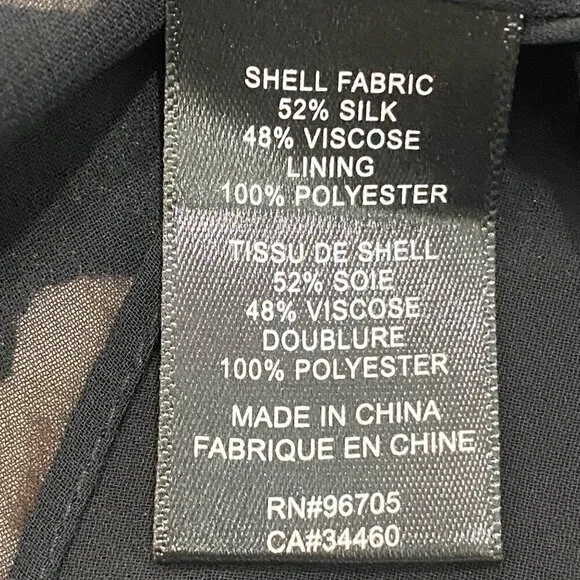 SHELL FABRIC
52% SILK
48% VISCOSE
LINING
100% POLYESTER
TISSU DE SHELL
52% SOIE
48% VISCOSE
DOUBLURE
100% POLYESTER
MADE IN CHINA
FABRIQUE EN CHINE
RN#96705
CA#34460